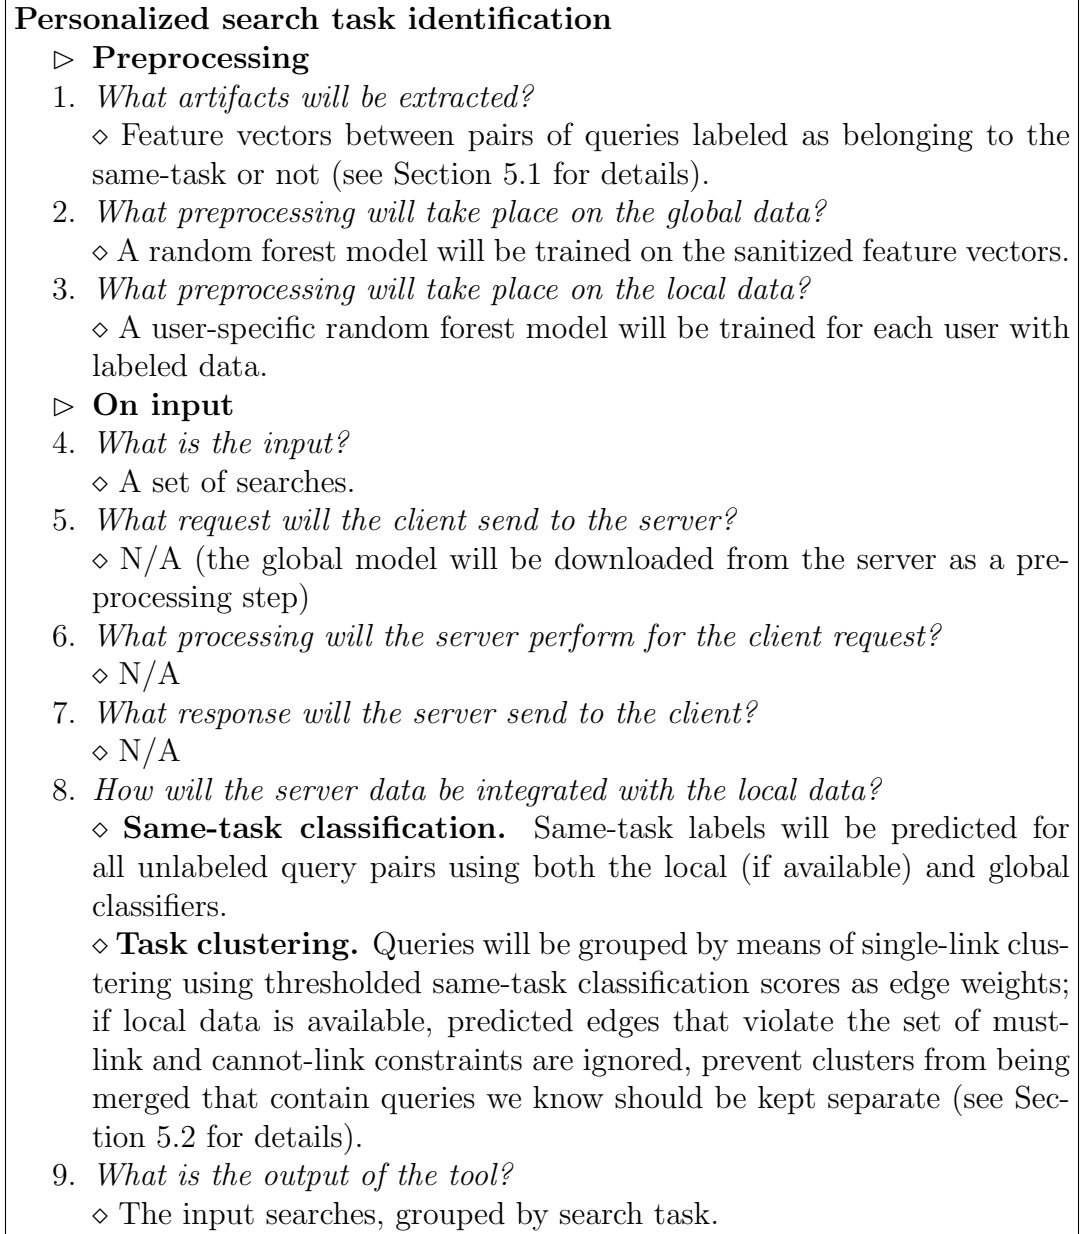 Personalized search task identification
▷ Preprocessing
1. What artifacts will be extracted?
⋄ Feature vectors between pairs of queries labeled as belonging to the
same-task or not (see Section 5.1 for details).
2. What preprocessing will take place on the global data?
⋄ A random forest model will be trained on the sanitized feature vectors.
3. What preprocessing will take place on the local data?
⋄ A user-specific random forest model will be trained for each user with
labeled data.
▷ On input
4. What is the input?
⋄ A set of searches.
5. What request will the client send to the server?
⋄ N/A (the global model will be downloaded from the server as a pre-
processing step)
6. What processing will the server perform for the client request?
⋄ N/A
7. What response will the server send to the client?
⋄ N/A
8. How will the server data be integrated with the local data?
⋄ Same-task classification. Same-task labels will be predicted for
all unlabeled query pairs using both the local (if available) and global
classifiers.
⋄ Task clustering. Queries will be grouped by means of single-link clus-
tering using thresholded same-task classification scores as edge weights;
if local data is available, predicted edges that violate the set of must-
link and cannot-link constraints are ignored, prevent clusters from being
merged that contain queries we know should be kept separate (see Sec-
tion 5.2 for details).
9. What is the output of the tool?
⋄ The input searches, grouped by search task.